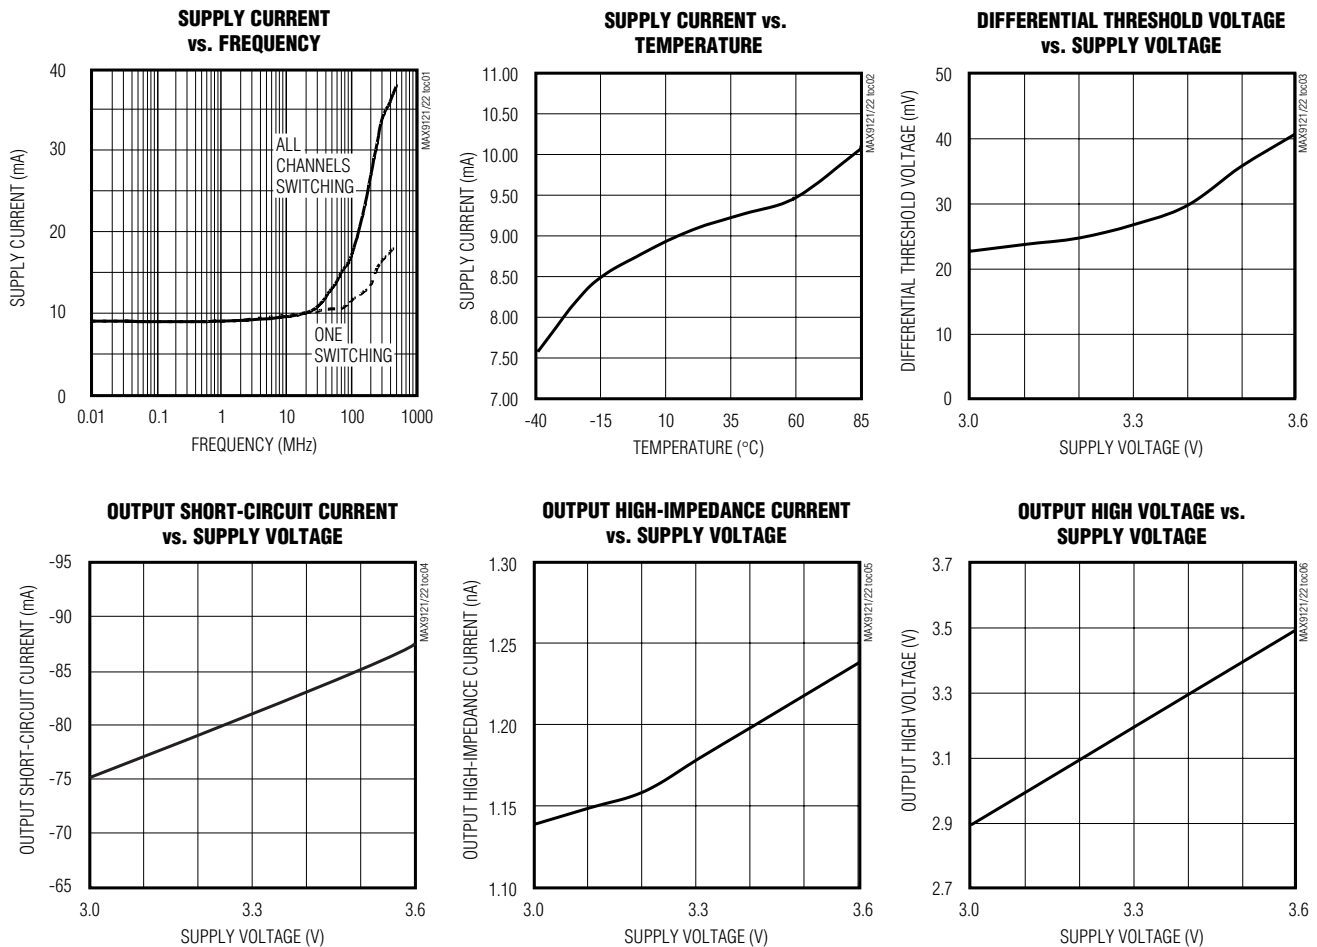 SUPPLY CURRENT
vs. FREQUENCY
40
30
20
10
0
SUPPLY CURRENT (mA)
ALL
CHANNELS
SWITCHING
ONE
SWITCHING
MAX9121/22 toc01
0.01
0.1
1
10
100
1000
FREQUENCY (MHz)
SUPPLY CURRENT vs.
TEMPERATURE
11.00
10.50
10.00
9.50
9.00
8.50
8.00
7.50
7.00
SUPPLY CURRENT (mA)
MAX9121/22 toc02
-40
-15
10
35
60
85
TEMPERATURE (°C)
DIFFERENTIAL THRESHOLD VOLTAGE
vs. SUPPLY VOLTAGE
50
40
30
20
10
0
DIFFERENTIAL THRESHOLD VOLTAGE (mV)
MAX9121/22 toc03
3.0
3.3
3.6
SUPPLY VOLTAGE (V)
OUTPUT SHORT-CIRCUIT CURRENT
vs. SUPPLY VOLTAGE
-95
-90
-85
-80
-75
-70
-65
OUTPUT SHORT-CIRCUIT CURRENT (mA)
MAX9121/22 toc04
3.0
3.3
3.6
SUPPLY VOLTAGE (V)
OUTPUT HIGH-IMPEDANCE CURRENT
vs. SUPPLY VOLTAGE
1.30
1.25
1.20
1.15
1.10
OUTPUT HIGH-IMPEDANCE CURRENT (nA)
MAX9121/22 toc05
3.0
3.3
3.6
SUPPLY VOLTAGE (V)
OUTPUT HIGH VOLTAGE vs.
SUPPLY VOLTAGE
3.7
3.5
3.3
3.1
2.9
2.7
OUTPUT HIGH VOLTAGE (V)
MAX9121/22 toc06
3.0
3.3
3.6
SUPPLY VOLTAGE (V)